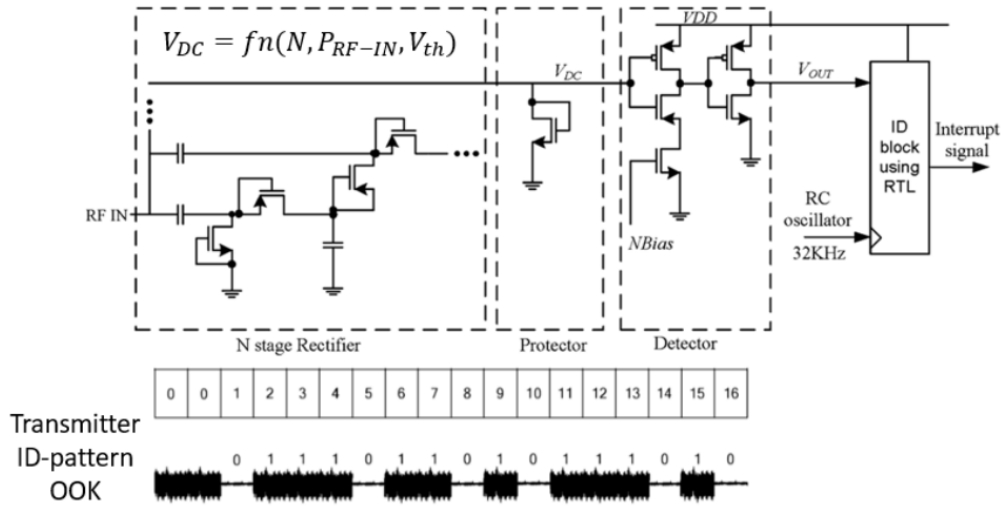 V_DC = fn(N, P_RF−IN, V_th)
VDD
V_DC
V_OUT
ID
block
using
RTL
Interrupt
signal
RF IN
RC
oscillator
32KHz
NBias
N stage Rectifier
Protector
Detector
0 0 1 2 3 4 5 6 7 8 9 10 11 12 13 14 15 16
Transmitter
ID-pattern
OOK
0 1 1 1 0 1 1 0 1 0 1 1 1 0 1 0